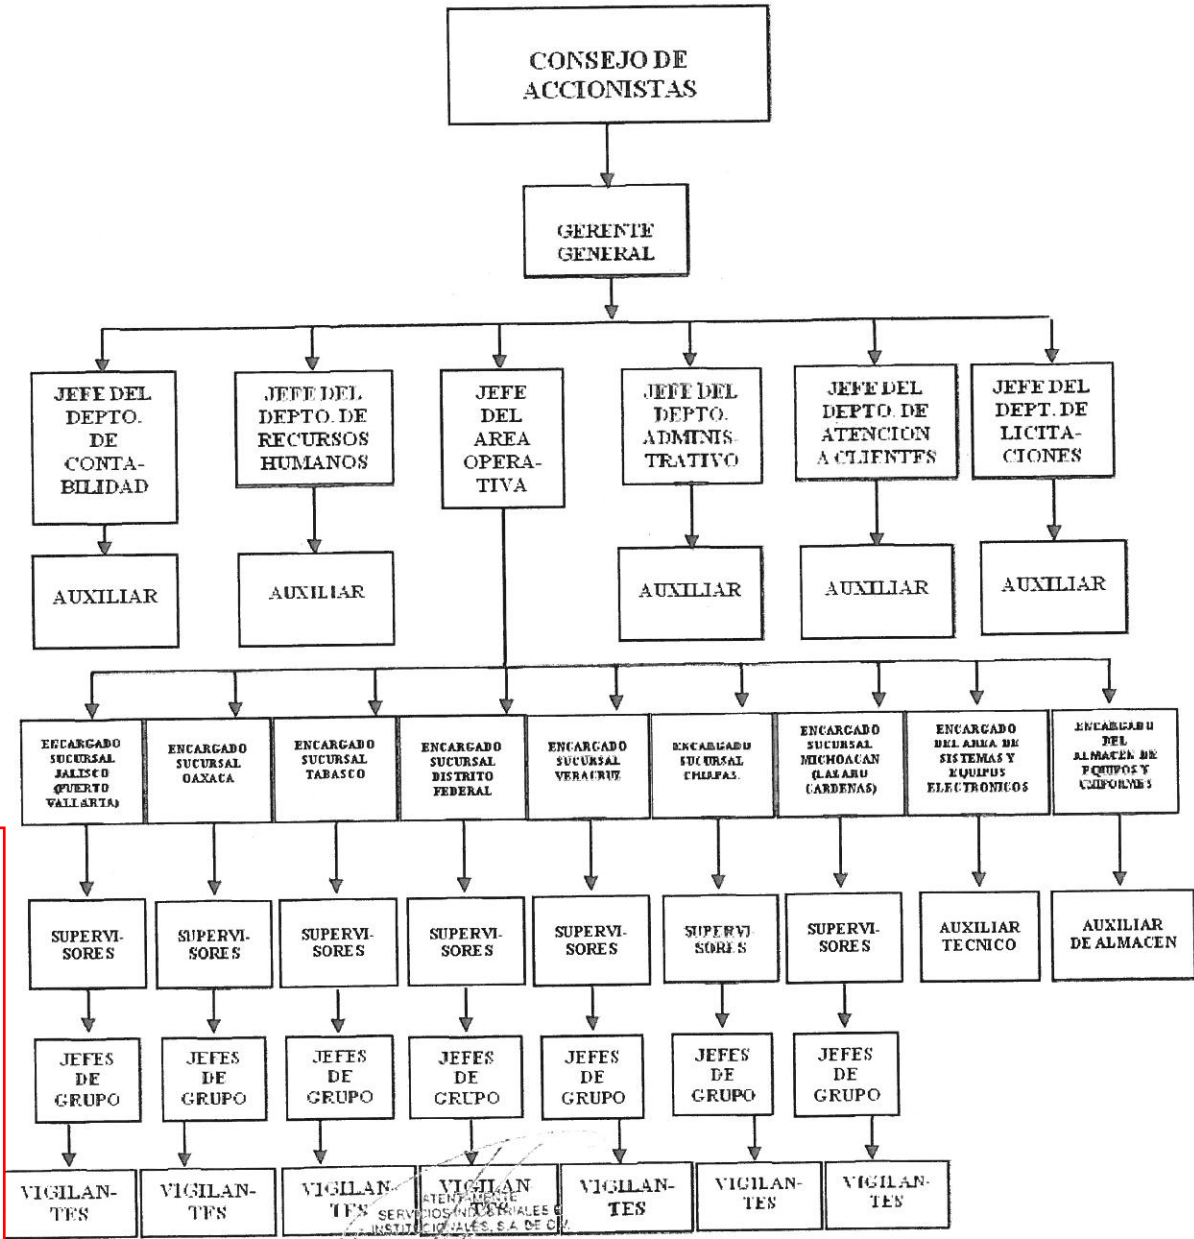 CONSEJO DE
ACCIONISTAS
GERENTE
GENERAL
JEFE DEL
DEPTO.
DE
CONTA-
BILIDAD
JEFE DEL
DEPTO. DE
RECURSOS
HUMANOS
JEFE
DEL
AREA
OPERA-
TIVA
JEFE DEL
DEPTO.
ADMINIS-
TRATIVO
JEFE DEL
DEPTO. DE
ATENCION
A CLIENTES
JEFE DEL
DEPT. DE
LICITA-
CIONES
AUXILIAR
AUXILIAR
AUXILIAR
AUXILIAR
AUXILIAR
ENCARGADO
SUCURSAL
JALISCO
(PUERTO
VALLARTA)
ENCARGADO
SUCURSAL
OAXACA
ENCARGADO
SUCURSAL
TABASCO
ENCARGADO
SUCURSAL
DISTRITO
FEDERAL
ENCARGADO
SUCURSAL
VERACRUZ
ENCARGADO
SUCURSAL
CHIAPAS.
ENCARGADO
SUCURSAL
MICHOACAN
(LAZARO
CARDENAS)
ENCARGADO
DEL AREA DE
SISTEMAS Y
EQUIPOS
ELECTRONICOS
ENCARGADO
DEL
ALMACEN DE
EQUIPOS Y
UNIFORMES
SUPERVI-
SORES
SUPERVI-
SORES
SUPERVI-
SORES
SUPERVI-
SORES
SUPERVI-
SORES
SUPERVI-
SORES
SUPERVI-
SORES
AUXILIAR
TECNICO
AUXILIAR
DE ALMACEN
JEFES
DE
GRUPO
JEFES
DE
GRUPO
JEFES
DE
GRUPO
JEFES
DE
GRUPO
JEFES
DE
GRUPO
JEFES
DE
GRUPO
JEFES
DE
GRUPO
VIGILAN-
TES
VIGILAN-
TES
VIGILAN-
TES
VIGILAN-
TES
VIGILAN-
TES
VIGILAN-
TES
VIGILAN-
TES
ATENTAMENTE
SERVICIOS INDUSTRIALES E
INSTITUCIONALES, S.A. DE C.V.